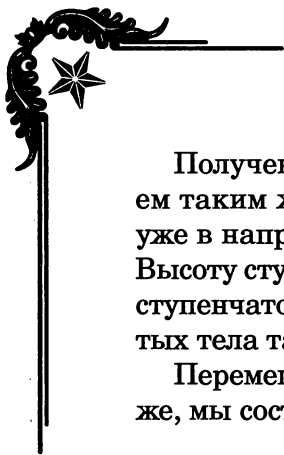 Получен
ем таким ж
уже в напр
Высоту сту
ступенчато
тых тела та
Перемен
же, мы сост